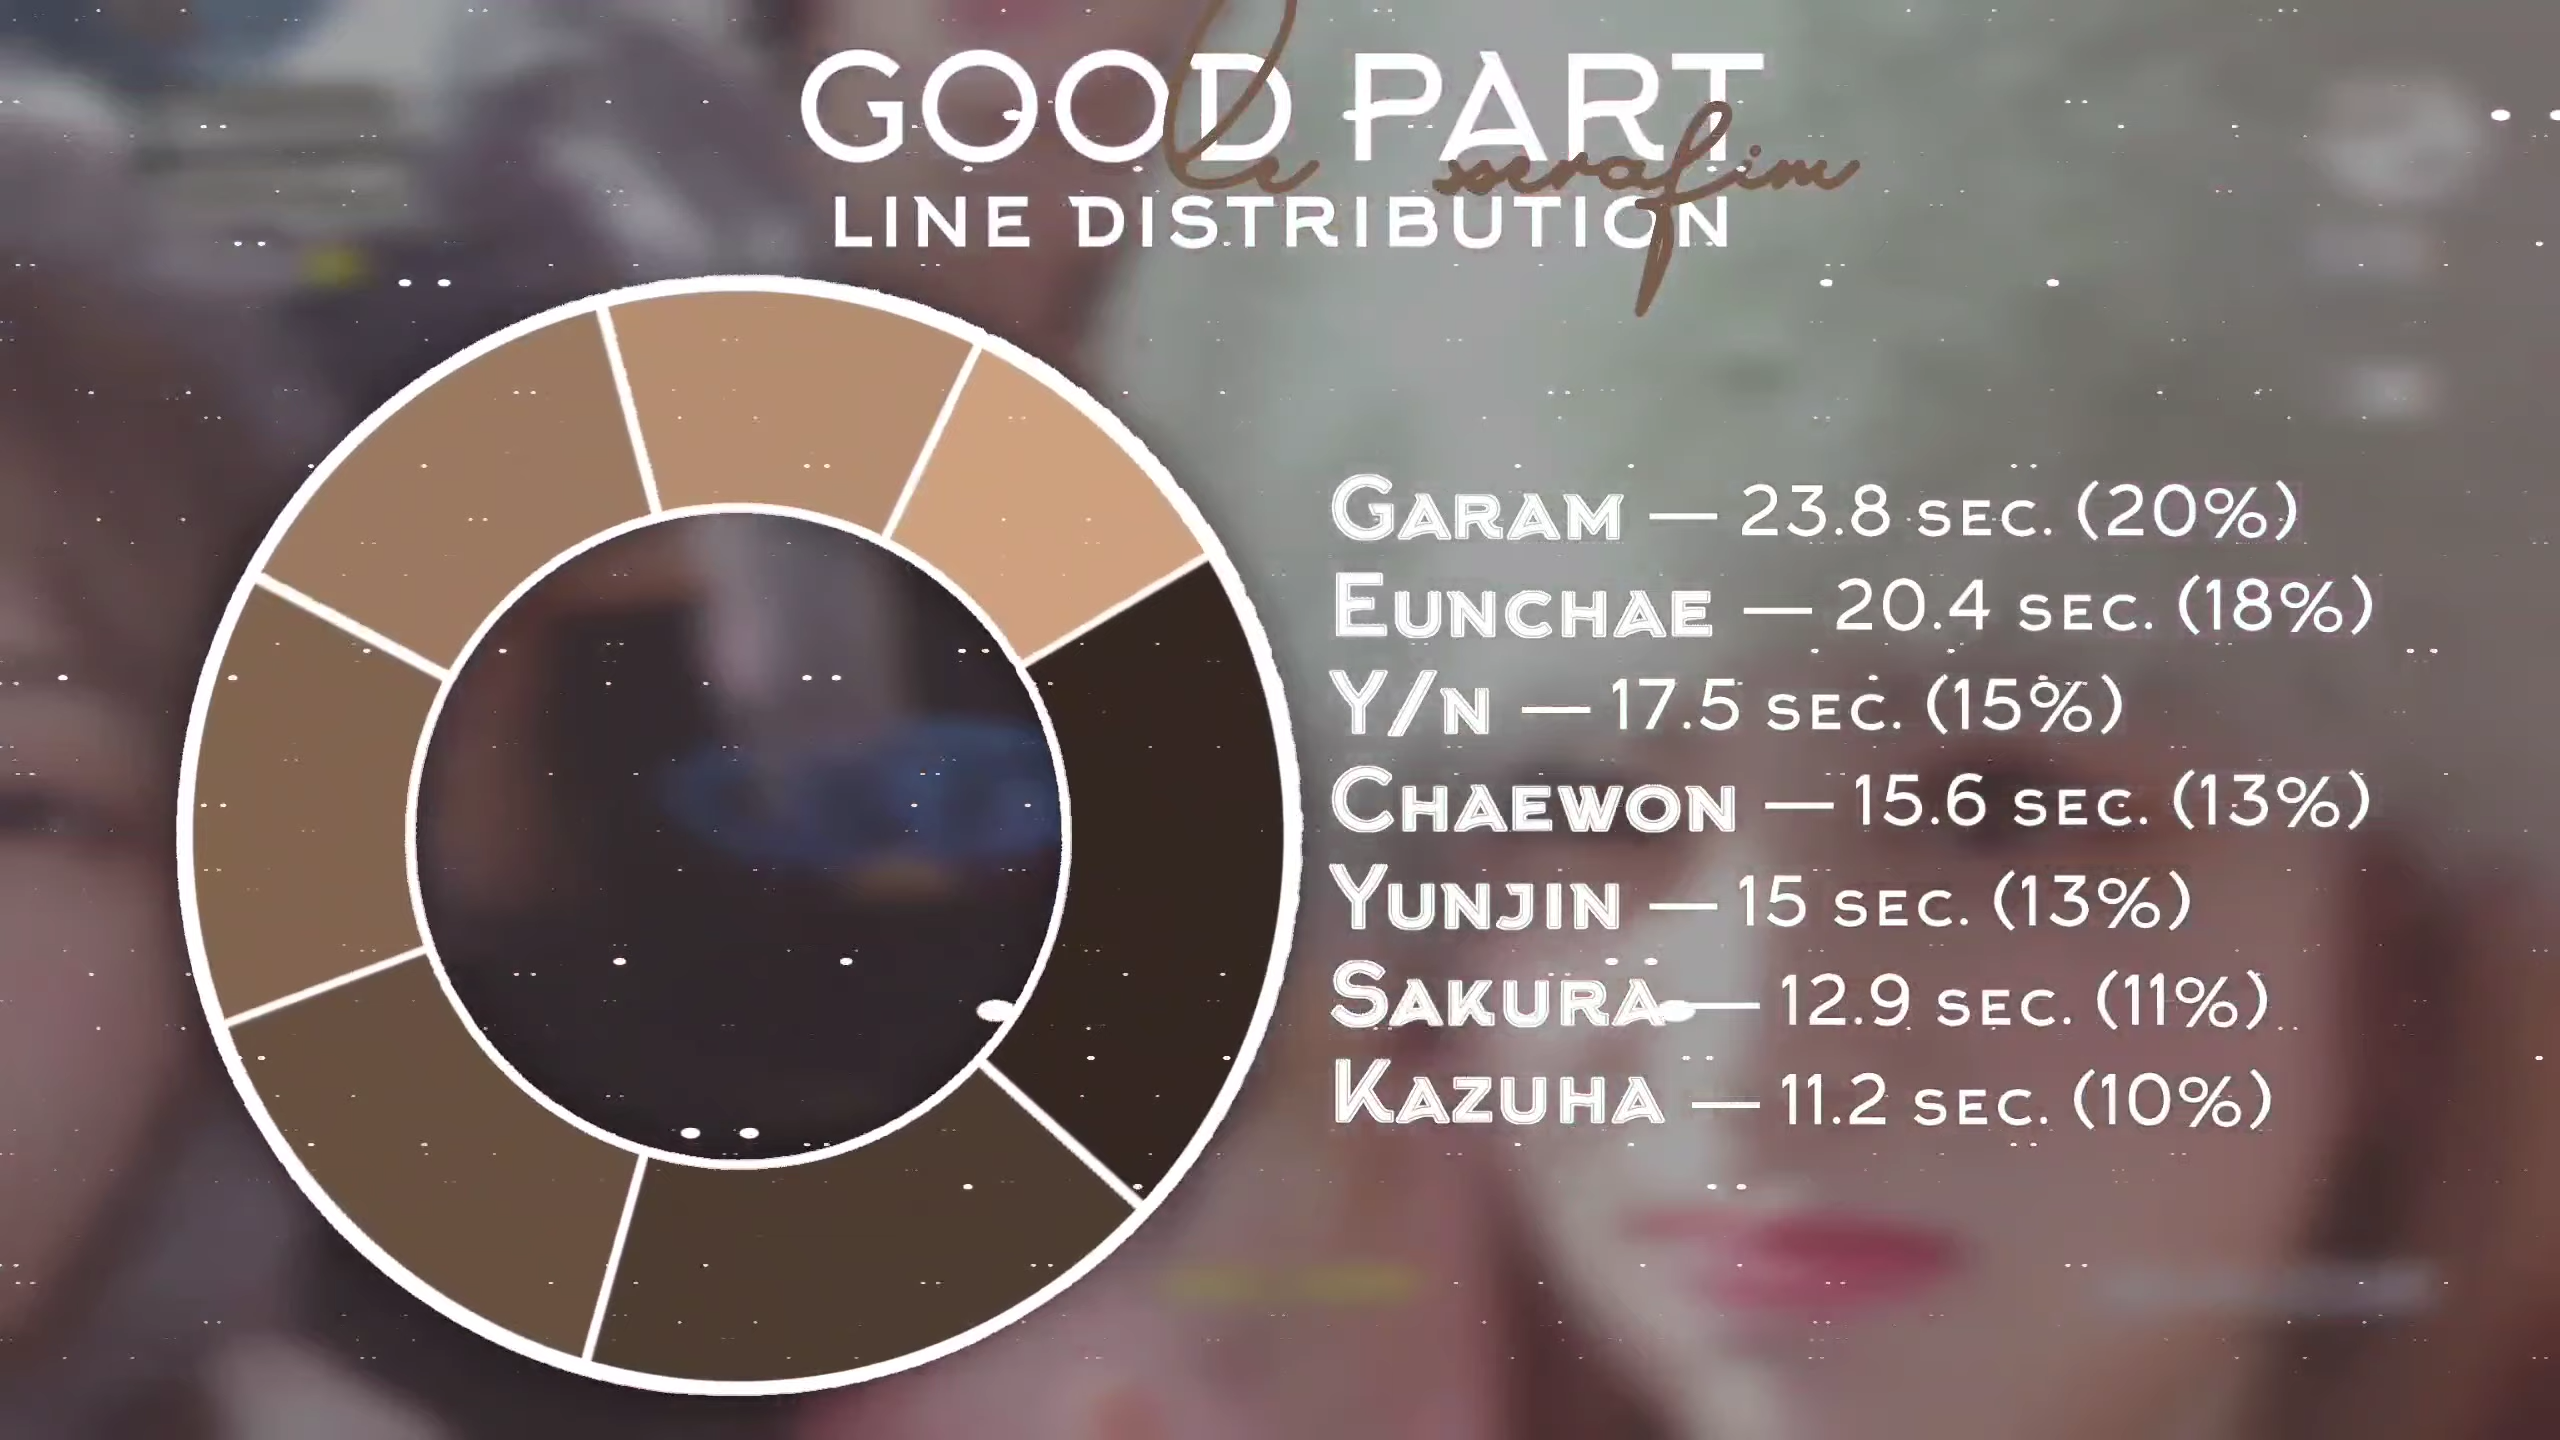 GOOD PART
le sserafim
LINE DISTRIBUTION
GARAM — 23.8 SEC. (20%)
EUNCHAE — 20.4 SEC. (18%)
Y/N — 17.5 SEC. (15%)
CHAEWON — 15.6 SEC. (13%)
YUNJIN — 15 SEC. (13%)
SAKURA — 12.9 SEC. (11%)
KAZUHA — 11.2 SEC. (10%)